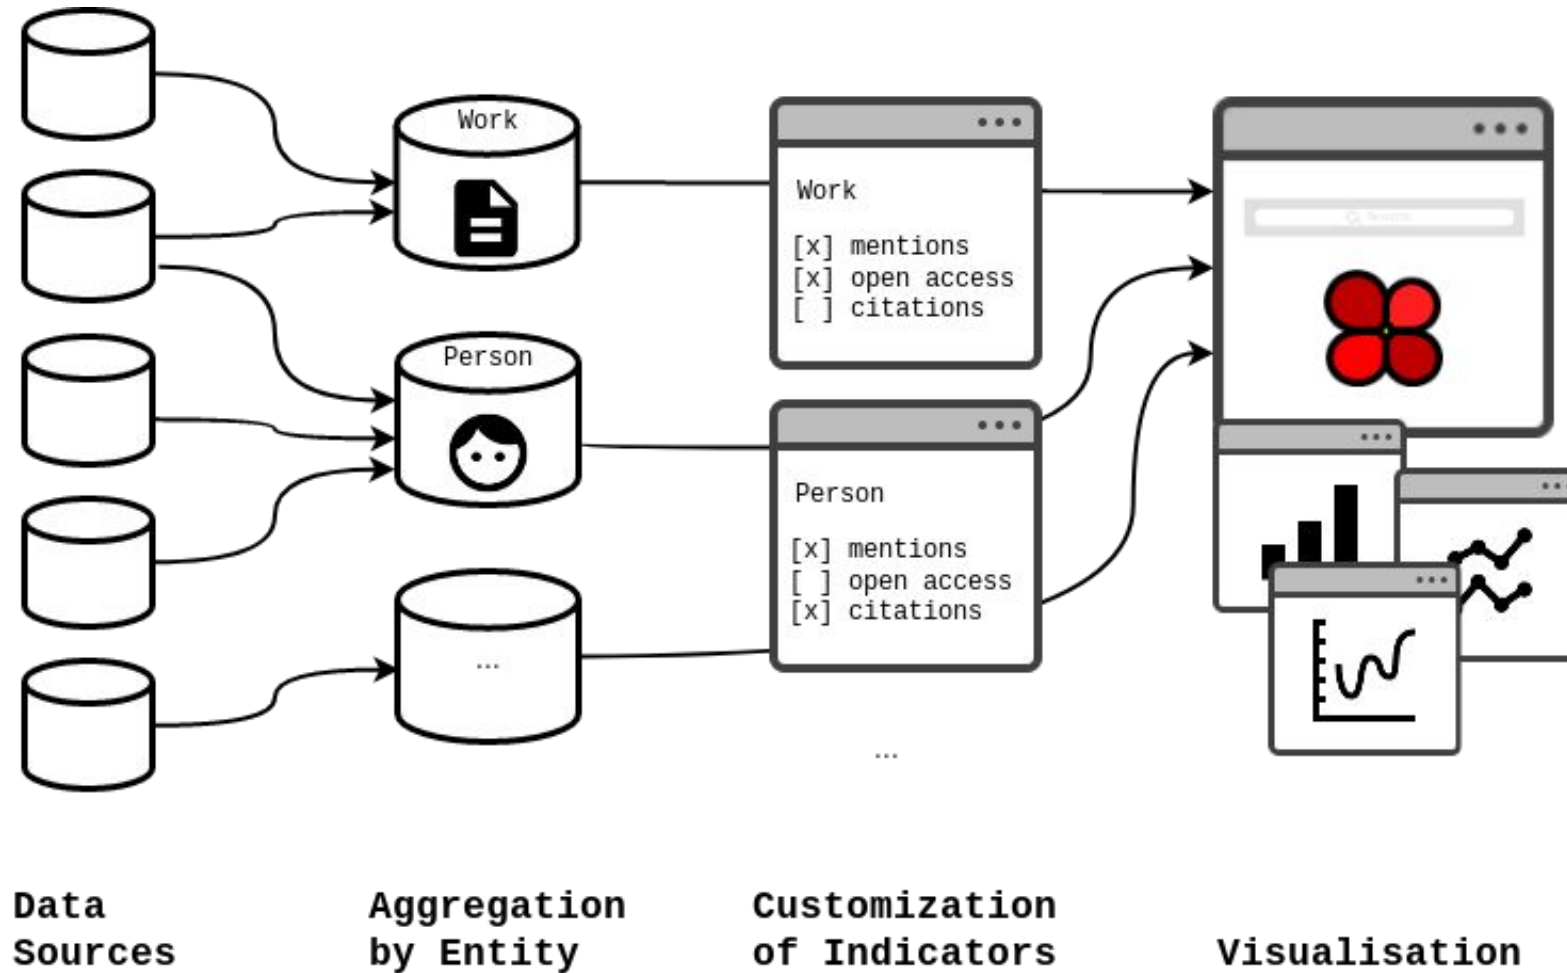 Work
Person
...
Work
[x] mentions
[x] open access
[ ] citations
Person
[x] mentions
[ ] open access
[x] citations
...
Data
Sources
Aggregation
by Entity
Customization
of Indicators
Visualisation